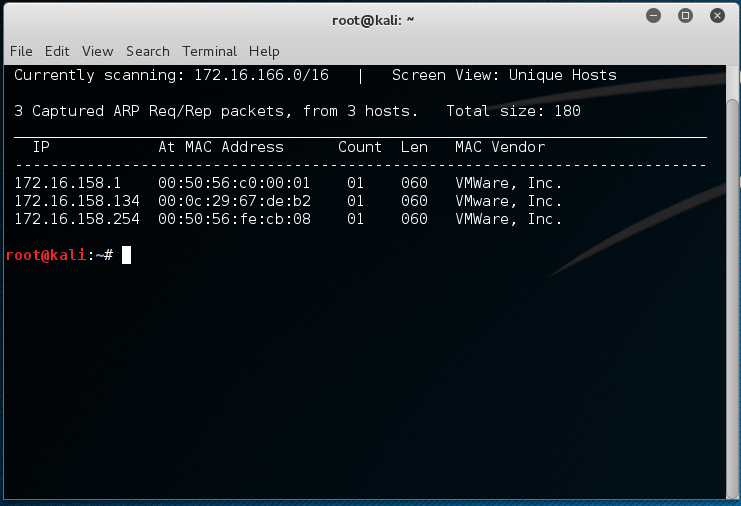 root@kali: ~
File Edit View Search Terminal Help
Currently scanning: 172.16.166.0/16 | Screen View: Unique Hosts
3 Captured ARP Req/Rep packets, from 3 hosts. Total size: 180
_____________________________________________________________________________
IP At MAC Address Count Len MAC Vendor
-----------------------------------------------------------------------------
172.16.158.1 00:50:56:c0:00:01 01 060 VMWare, Inc.
172.16.158.134 00:0c:29:67:de:b2 01 060 VMWare, Inc.
172.16.158.254 00:50:56:fe:cb:08 01 060 VMWare, Inc.
root@kali:~#